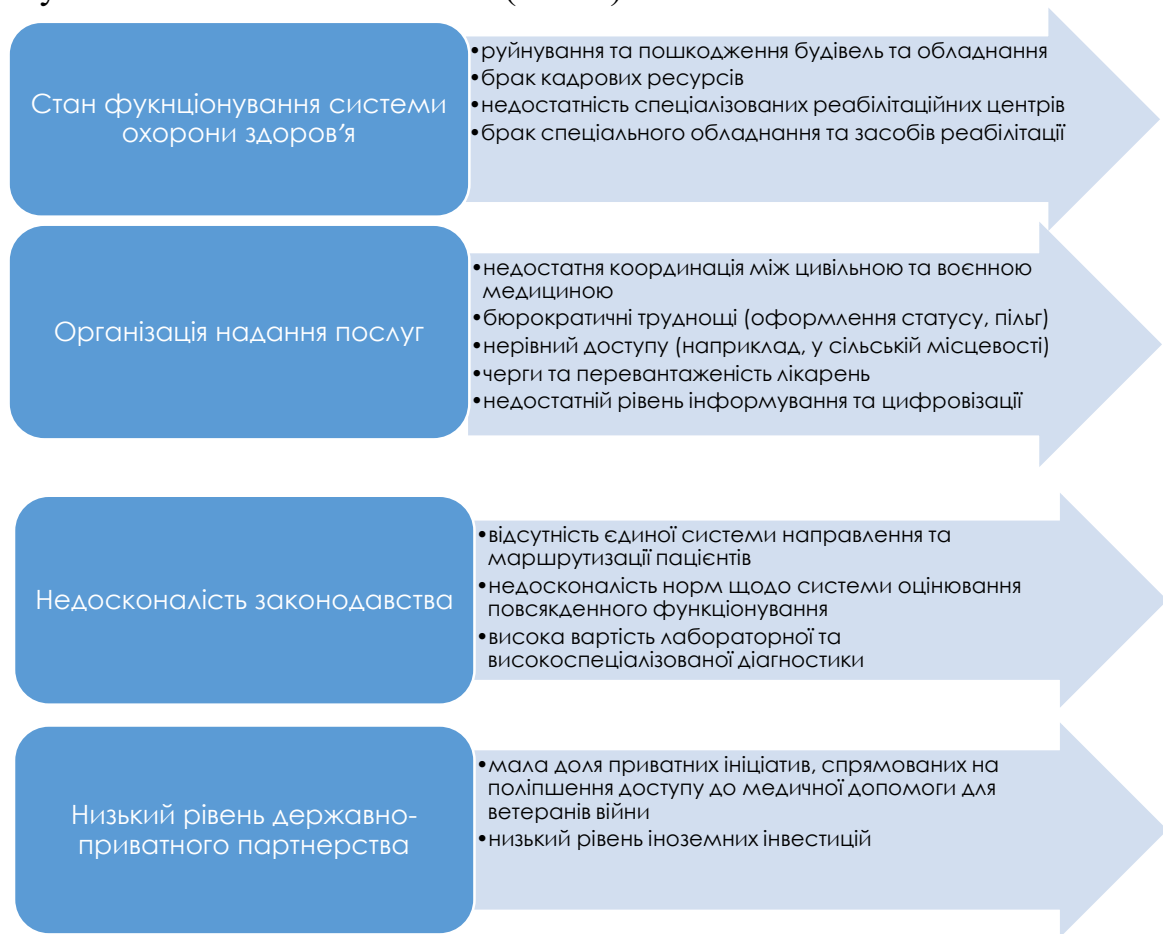 Стан фукнціонування системи
охорони здоров’я
•руйнування та пошкодження будівель та обладнання
•брак кадрових ресурсів
•недостатність спеціалізованих реабілітаційних центрів
•брак спеціального обладнання та засобів реабілітації
Організація надання послуг
•недостатня координація між цивільною та воєнною
медициною
•бюрократичні труднощі (оформлення статусу, пільг)
•нерівний доступу (наприклад, у сільській місцевості)
•черги та перевантаженість лікарень
•недостатній рівень інформування та цифровізації
Недосконалість законодавства
•відсутність єдиної системи направлення та
маршрутизації пацієнтів
•недосконалість норм щодо системи оцінювання
повсякденного функціонування
•висока вартість лабораторної та
високоспеціалізованої діагностики
Низький рівень державно-
приватного партнерства
•мала доля приватних ініціатив, спрямованих на
поліпшення доступу до медичної допомоги для
ветеранів війни
•низький рівень іноземних інвестицій